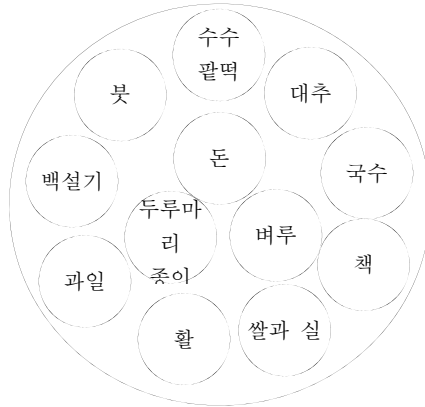 수수
팥떡
붓
대추
돈
백설기
국수
두루마
리
종이
벼루
과일
책
활
쌀과 실